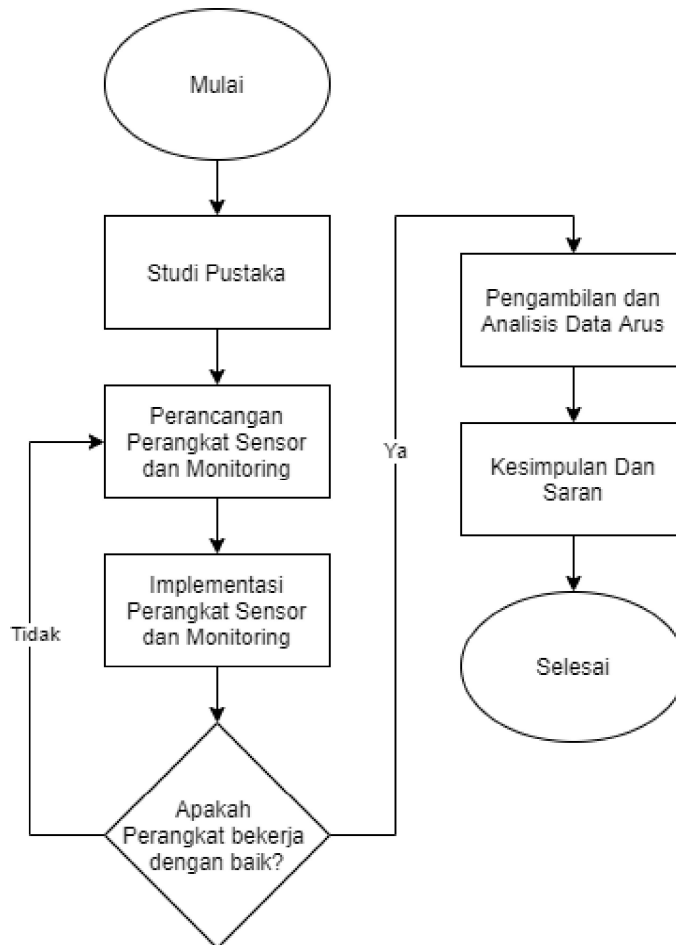 Mulai
Studi Pustaka
Perancangan
Perangkat Sensor
dan Monitoring
Implementasi
Perangkat Sensor
dan Monitoring
Tidak
Apakah
Perangkat bekerja
dengan baik?
Ya
Pengambilan dan
Analisis Data Arus
Kesimpulan Dan
Saran
Selesai